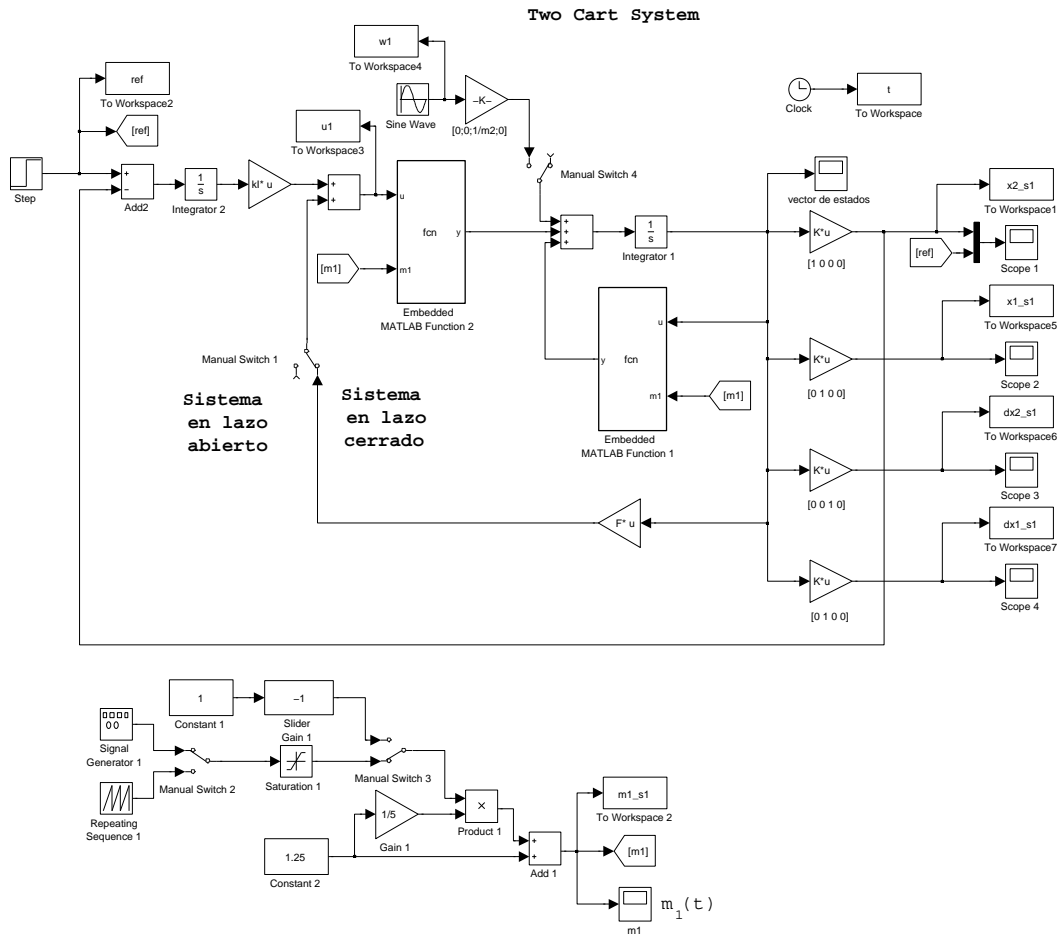 Two Cart System
w1
To Workspace4
ref
To Workspace2
[ref]
u1
To Workspace3
Sine Wave
−K−
[0;0;1/m2;0]
Clock
t
To Workspace
Step
+
−
Add2
1
s
Integrator 2
kI* u
+
+
u
fcn
y
m1
Embedded
MATLAB Function 2
[m1]
Manual Switch 4
+
+
+
1
s
Integrator 1
vector de estados
K*u
[1 0 0 0]
x2_s1
To Workspace1
[ref]
Scope 1
u
y
fcn
m1
Embedded
MATLAB Function 1
[m1]
K*u
[0 1 0 0]
x1_s1
To Workspace5
Scope 2
Manual Switch 1
Sistema
en lazo
abierto
Sistema
en lazo
cerrado
K*u
[0 0 1 0]
dx2_s1
To Workspace6
Scope 3
F* u
K*u
[0 1 0 0]
dx1_s1
To Workspace7
Scope 4
1
Constant 1
−1
Slider
Gain 1
Signal
Generator 1
Manual Switch 2
Saturation 1
Manual Switch 3
Repeating
Sequence 1
1/5
Gain 1
×
Product 1
1.25
Constant 2
+
+
Add 1
m1_s1
To Workspace 2
[m1]
m1
m1(t)